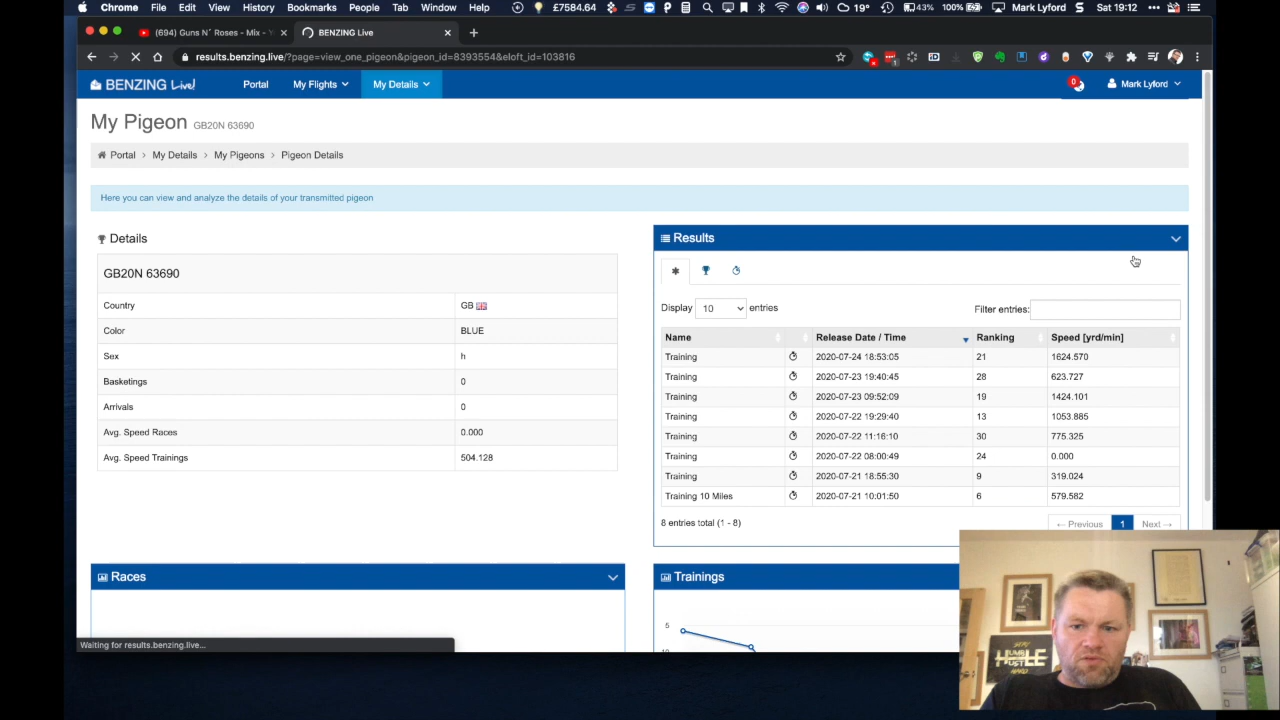 Chrome File Edit View History Bookmarks People Tab Window Help £7584.64 43% 19° 100% Mark Lyford Sat 19:12
(694) Guns N´ Roses - Mix - Y BENZING Live
results.benzing.live/?page=view_one_pigeon&pigeon_id=8393554&eloft_id=103816
BENZING Live! Portal My Flights My Details 0 Mark Lyford
My Pigeon GB20N 63690
Portal > My Details > My Pigeons > Pigeon Details
Here you can view and analyze the details of your transmitted pigeon
Details
GB20N 63690
Country GB
Color BLUE
Sex h
Basketings 0
Arrivals 0
Avg. Speed Races 0.000
Avg. Speed Trainings 504.128
Results
Display 10 entries Filter entries:
Name Release Date / Time Ranking Speed [yrd/min]
Training 2020-07-24 18:53:05 21 1624.570
Training 2020-07-23 19:40:45 28 623.727
Training 2020-07-23 09:52:09 19 1424.101
Training 2020-07-22 19:29:40 13 1053.885
Training 2020-07-22 11:16:10 30 775.325
Training 2020-07-22 08:00:49 24 0.000
Training 2020-07-21 18:55:30 9 319.024
Training 10 Miles 2020-07-21 10:01:50 6 579.582
8 entries total (1 - 8) ← Previous 1 Next →
Races
Trainings
5
Waiting for results.benzing.live...
STAY
HUMBLE
HUSTLE
HARD